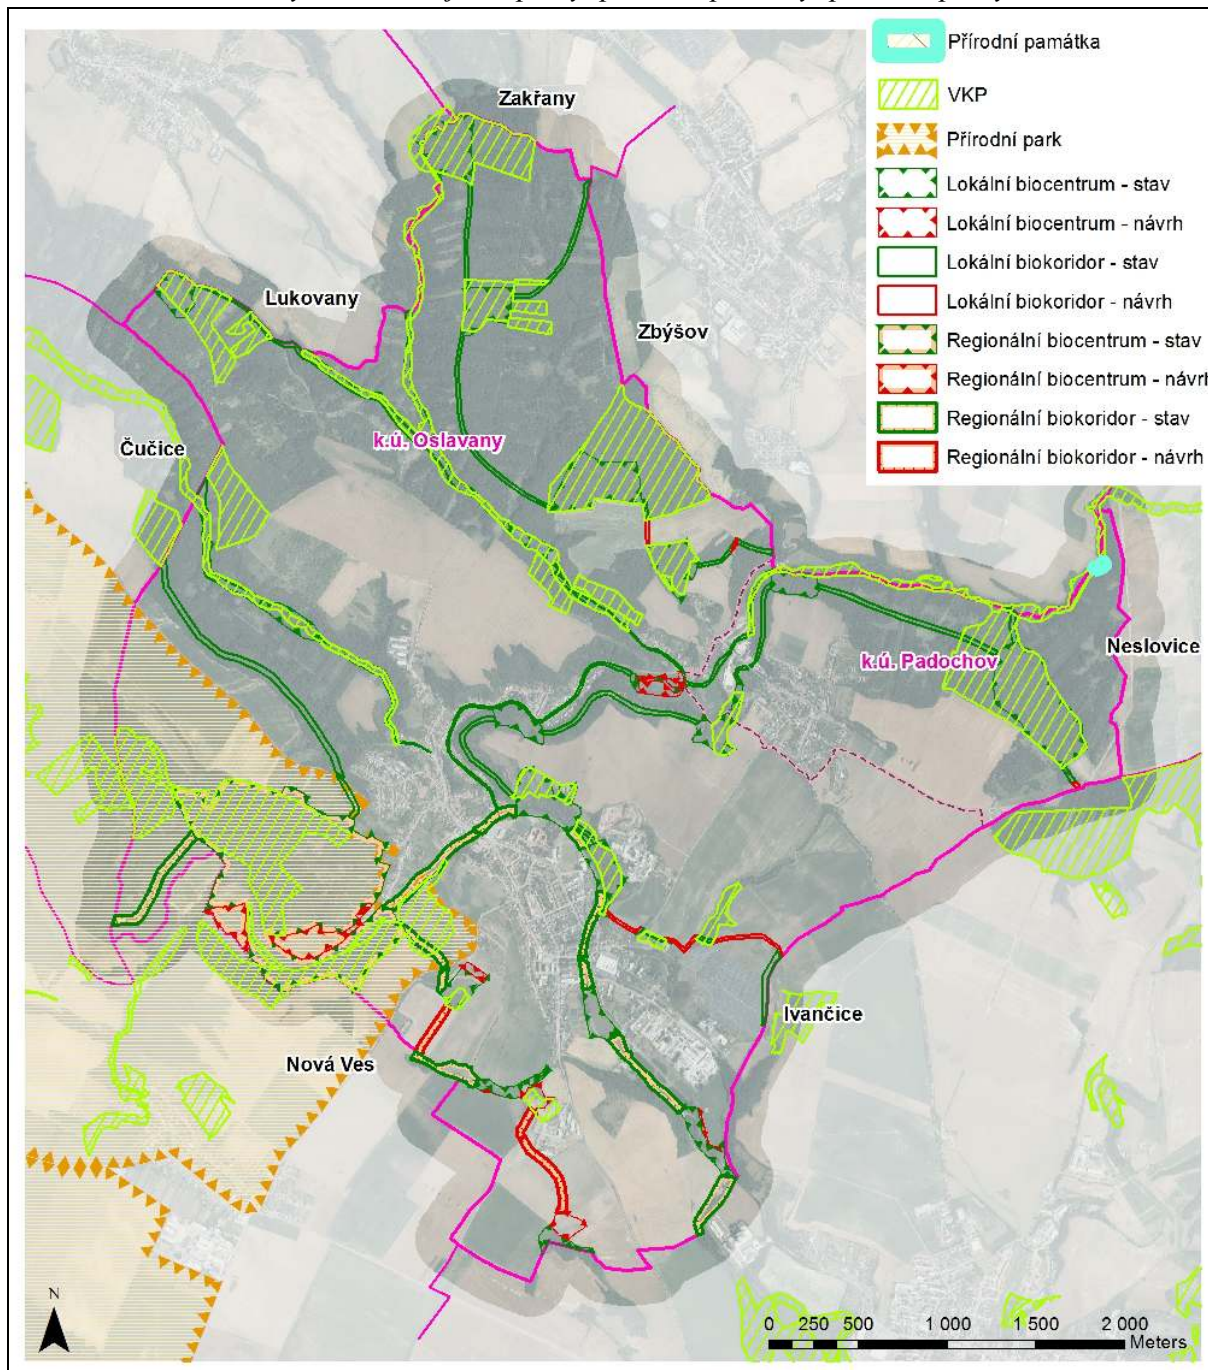 Přírodní památka
VKP
Přírodní park
Lokální biocentrum - stav
Lokální biocentrum - návrh
Lokální biokoridor - stav
Lokální biokoridor - návrh
Regionální biocentrum - stav
Regionální biocentrum - návrh
Regionální biokoridor - stav
Regionální biokoridor - návrh
Zakřany
Lukovany
Zbýšov
Čučice
k.ú. Oslavany
k.ú. Padochov
Neslovice
Ivančice
Nová Ves
N
0 250 500 1 000 1 500 2 000
Meters